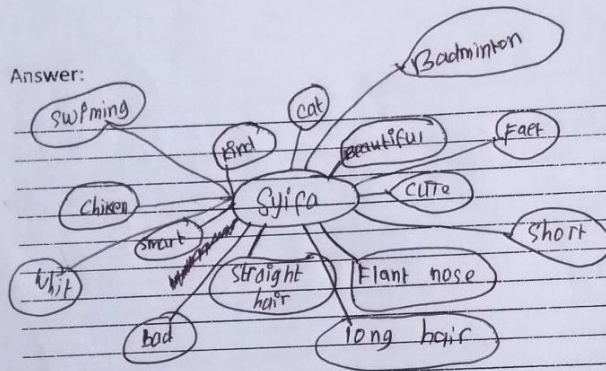 Badminton
Answer:
Swiming
Cat
Kind
Beautiful
Faet
Chiken
Syifa
Cute
Smart
Short
Whit
Straight
hair
Flant nose
Bad
long hair